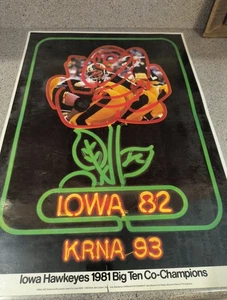 IOWA 82
KRNA 93
Iowa Hawkeyes 1981 Big Ten Co-Champions